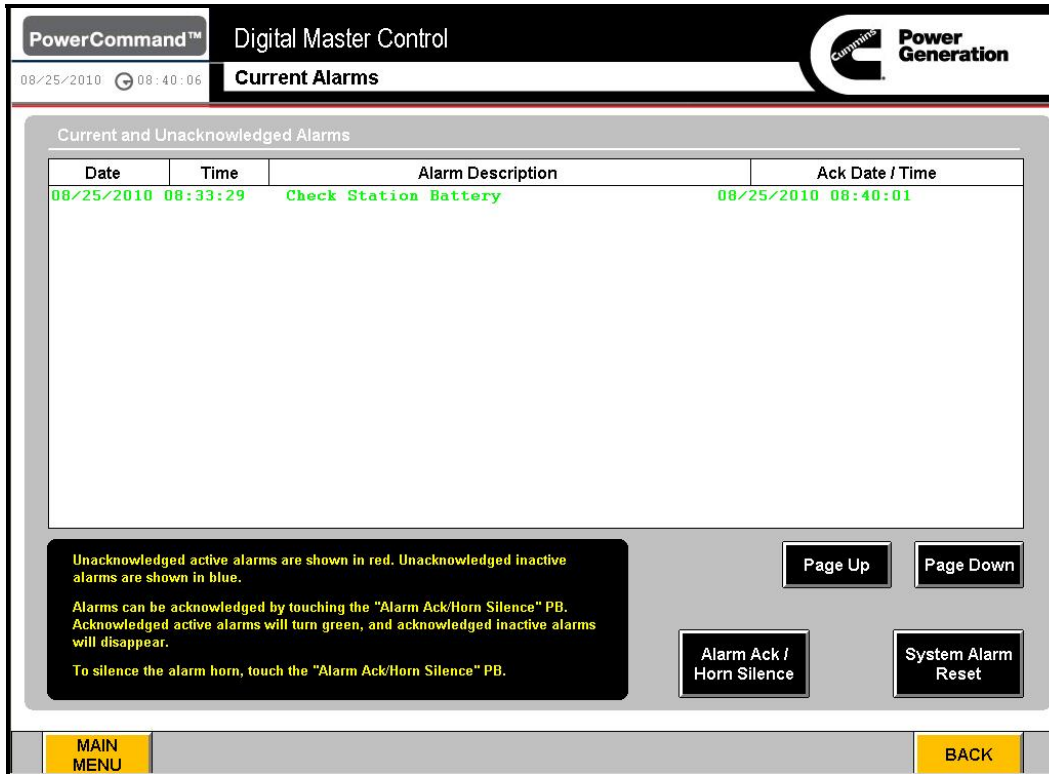 PowerCommand™
Digital Master Control
Cummins
Power
Generation
08/25/2010 08:40:06
Current Alarms
Current and Unacknowledged Alarms
Date Time Alarm Description Ack Date / Time
08/25/2010 08:33:29 Check Station Battery 08/25/2010 08:40:01
Unacknowledged active alarms are shown in red. Unacknowledged inactive
alarms are shown in blue.
Alarms can be acknowledged by touching the "Alarm Ack/Horn Silence" PB.
Acknowledged active alarms will turn green, and acknowledged inactive alarms
will disappear.
To silence the alarm horn, touch the "Alarm Ack/Horn Silence" PB.
Page Up
Page Down
Alarm Ack /
Horn Silence
System Alarm
Reset
MAIN
MENU
BACK